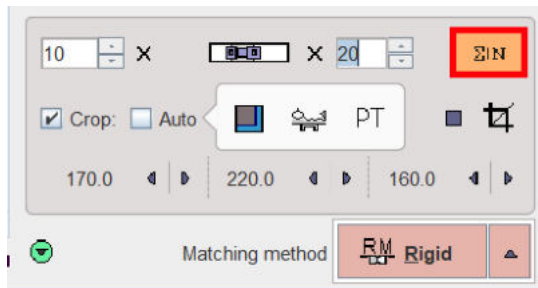 10 X X 20 ΣIN
Crop: Auto PT
170.0 220.0 160.0
Matching method RM Rigid